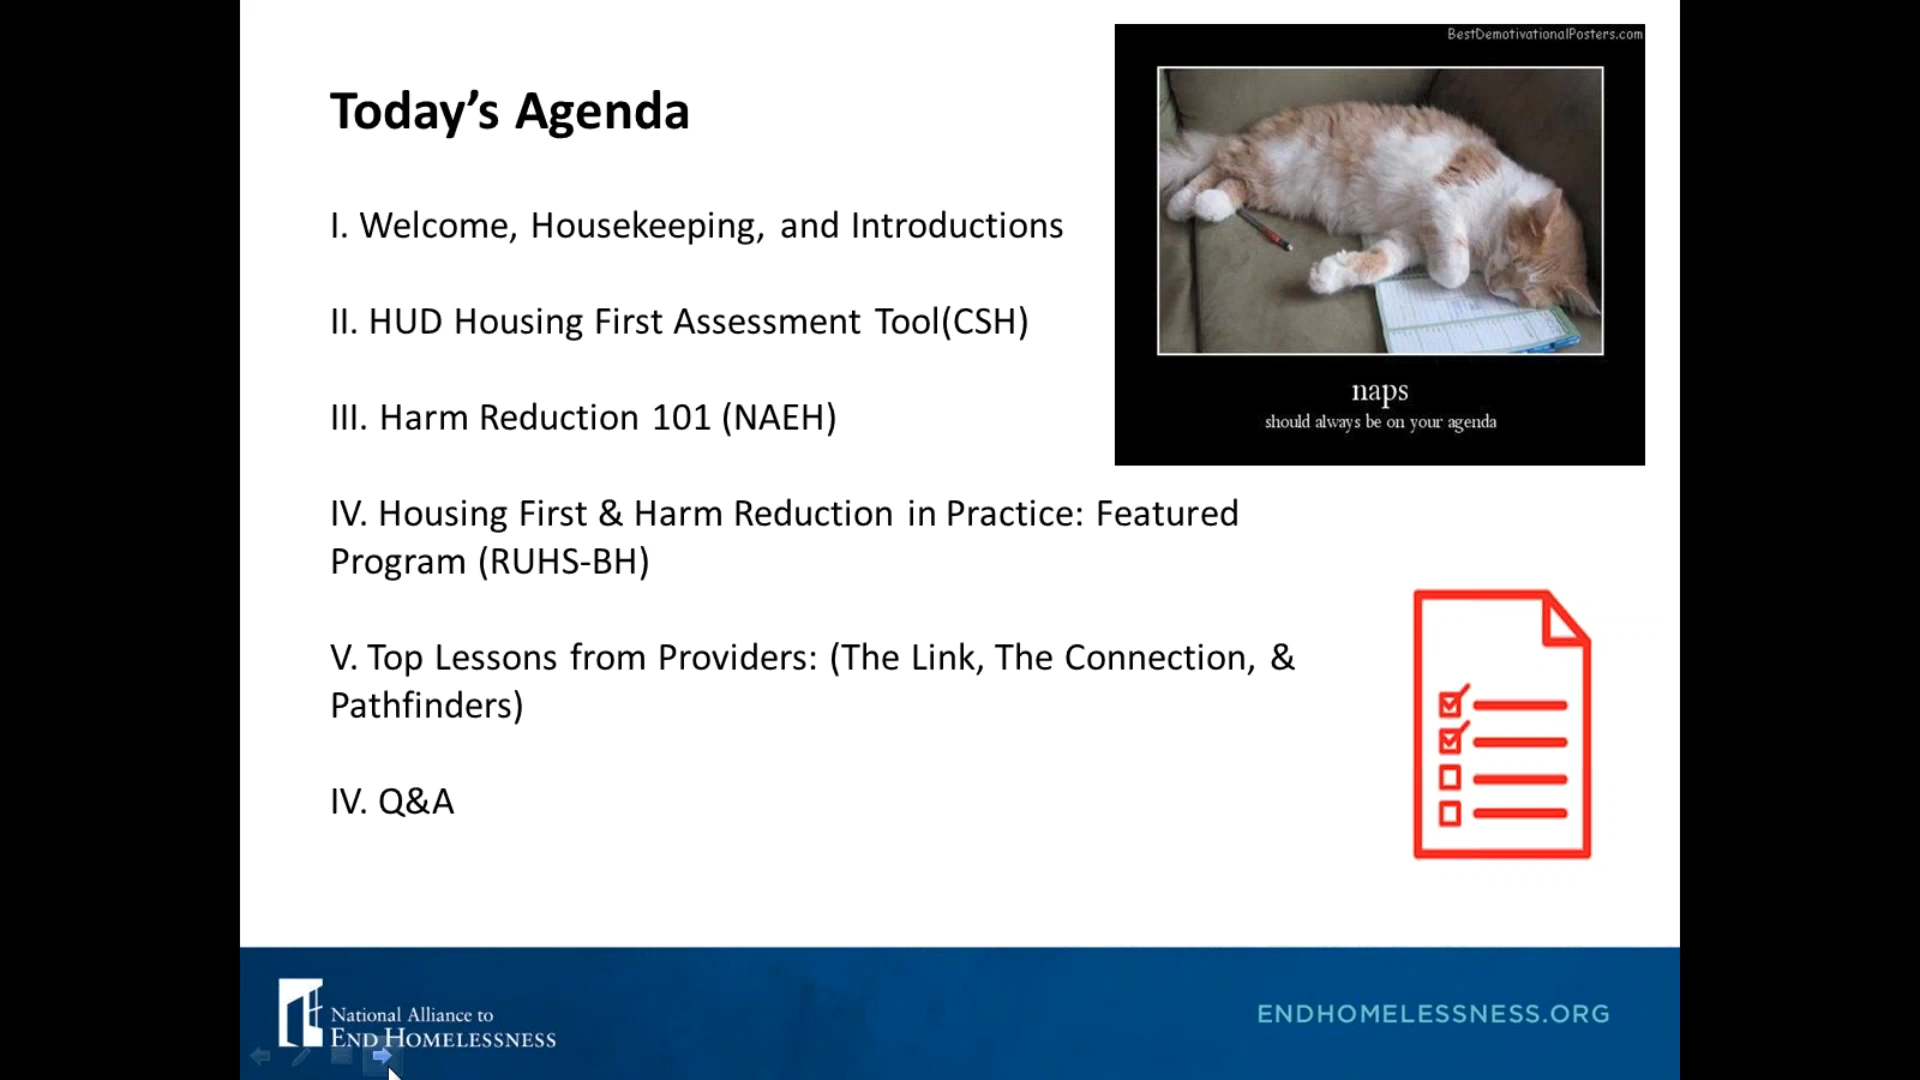 Today’s Agenda
I. Welcome, Housekeeping, and Introductions
II. HUD Housing First Assessment Tool(CSH)
III. Harm Reduction 101 (NAEH)
IV. Housing First & Harm Reduction in Practice: Featured
Program (RUHS-BH)
V. Top Lessons from Providers: (The Link, The Connection, &
Pathfinders)
IV. Q&A
BestDemotivationalPosters.com
naps
should always be on your agenda
National Alliance to
END HOMELESSNESS
ENDHOMELESSNESS.ORG